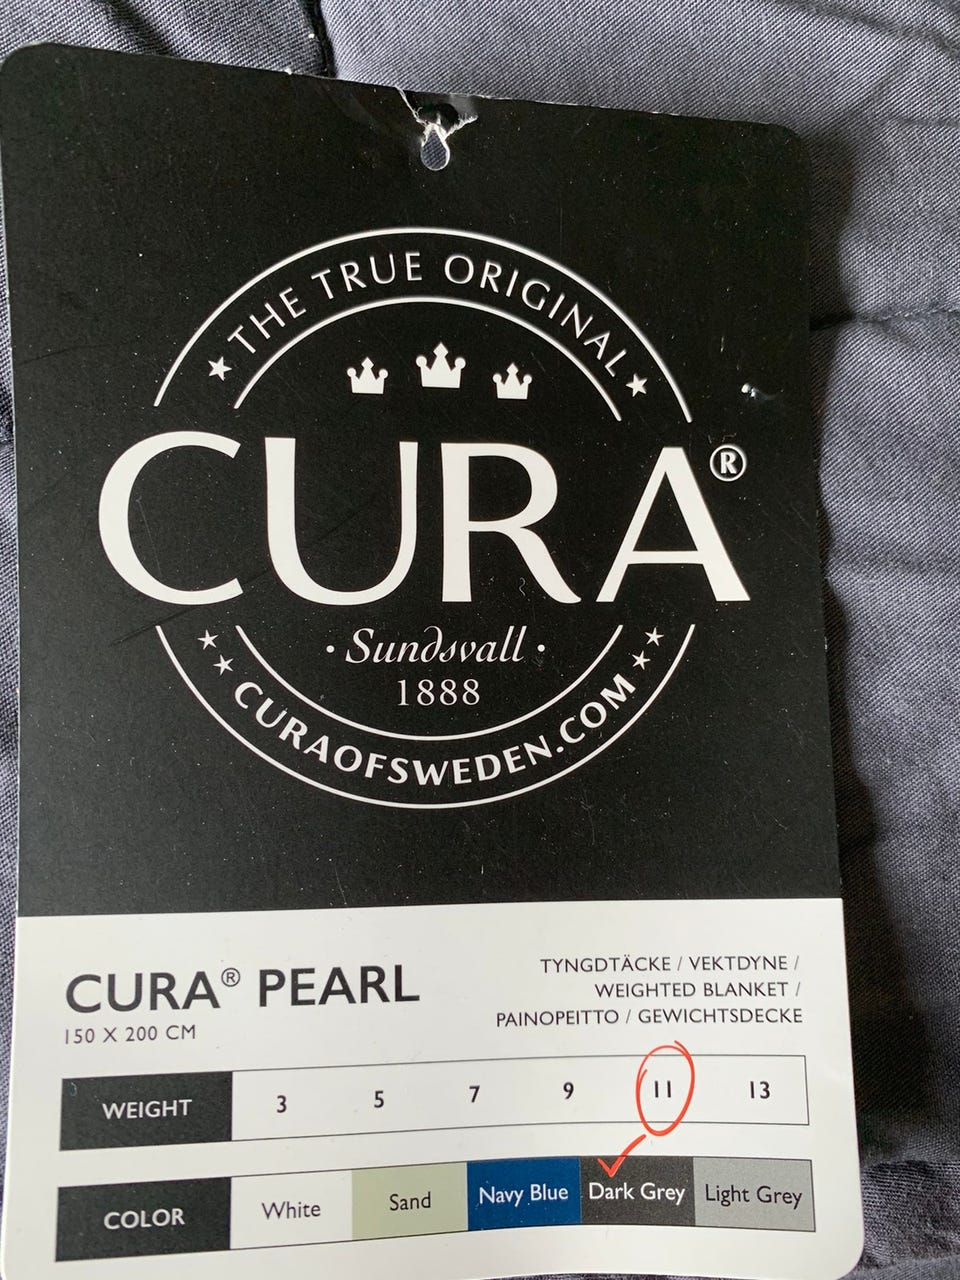 THE TRUE ORIGINAL
CURA®
Sundsvall
1888
CURAOFSWEDEN.COM
CURA® PEARL
150 X 200 CM
TYNGDTÄCKE / VEKTDYNE /
WEIGHTED BLANKET /
PAINOPEITTO / GEWICHTSDECKE
WEIGHT 3 5 7 9 11 13
COLOR White Sand Navy Blue Dark Grey Light Grey